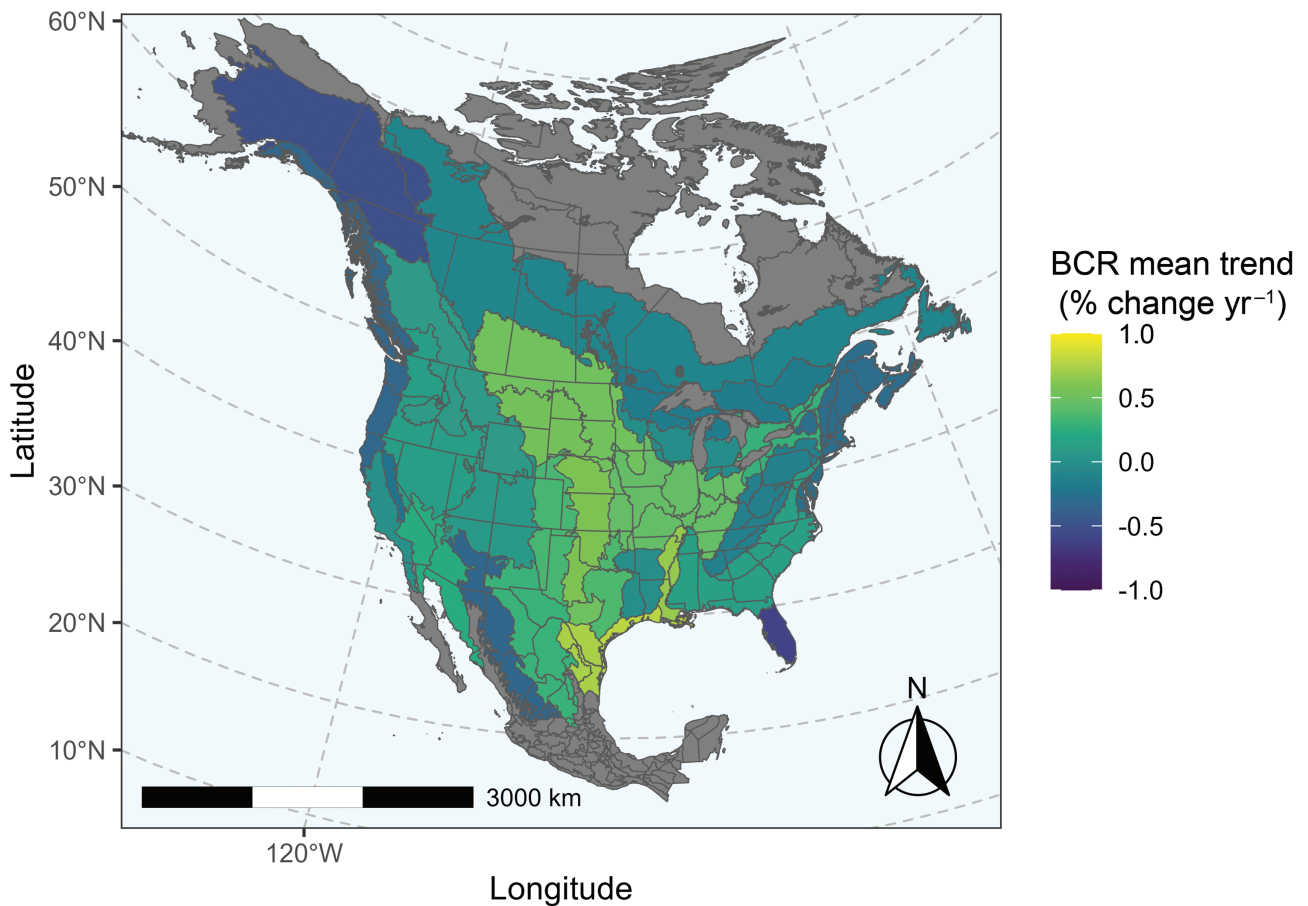 60°N
50°N
40°N
30°N
20°N
10°N
Latitude
120°W
Longitude
3000 km
N
BCR mean trend
(% change yr⁻¹)
1.0
0.5
0.0
-0.5
-1.0